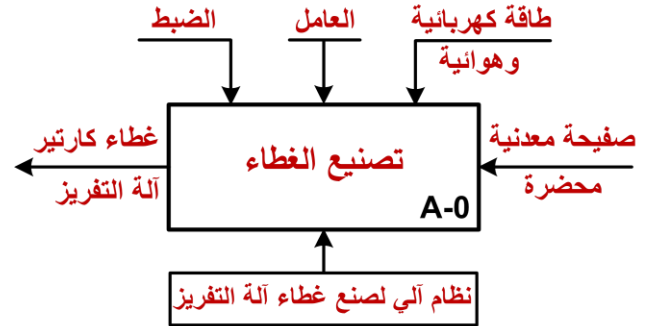 طاقة كهربائية
وهوائية
العامل
الضبط
صفيحة معدنية
محضرة
تصنيع الغطاء
A-0
غطاء كارتير
آلة التفريز
نظام آلي لصنع غطاء آلة التفريز